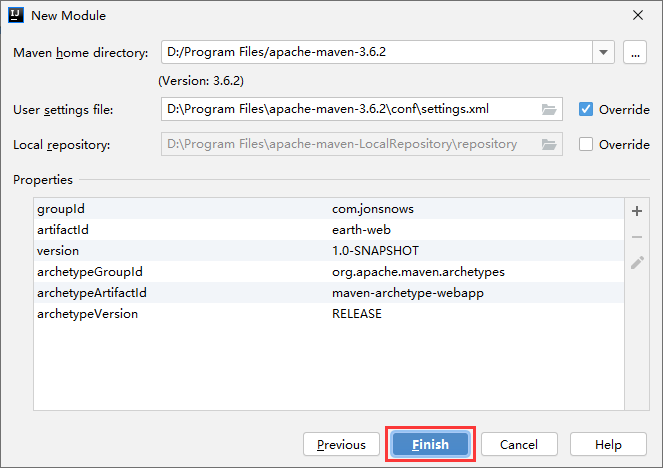 New Module
Maven home directory: D:/Program Files/apache-maven-3.6.2 ...
(Version: 3.6.2)
User settings file: D:\Program Files\apache-maven-3.6.2\conf\settings.xml Override
Local repository: D:\Program Files\apache-maven-LocalRepository\repository Override
Properties
groupId com.jonsnows
artifactId earth-web
version 1.0-SNAPSHOT
archetypeGroupId org.apache.maven.archetypes
archetypeArtifactId maven-archetype-webapp
archetypeVersion RELEASE
Previous Finish Cancel Help